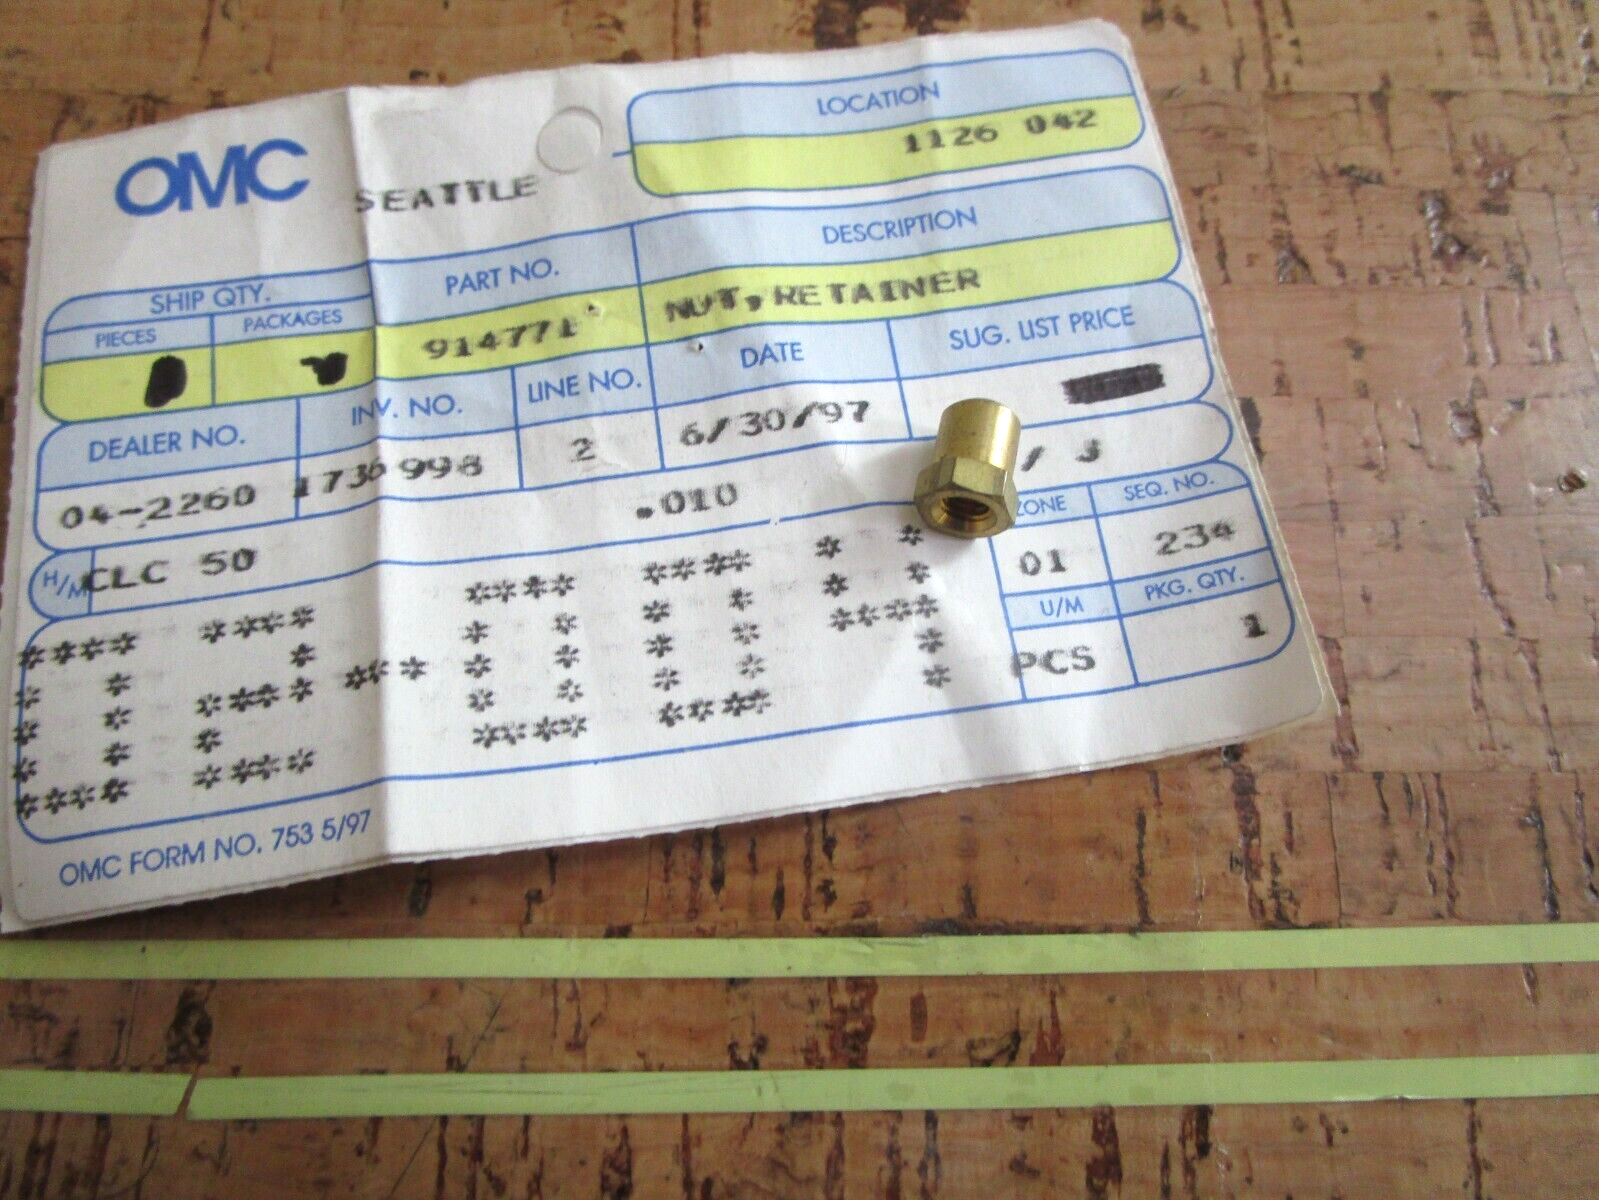 OMC SEATTLE
LOCATION
1126 042
SHIP QTY. PART NO. DESCRIPTION
PIECES PACKAGES 914771 NUT, RETAINER
DEALER NO. INV. NO. LINE NO. DATE SUG. LIST PRICE
04-2260 1736998 2 6/30/97
H/M CLC 50 .010 / J
ZONE SEQ. NO.
01 234
U/M PKG. QTY.
PCS 1
**** **** **** **** * *
* * * * * * * * *
* * **** *** * * * * ****
* * * * * * * *
**** **** **** **** *
OMC FORM NO. 753 5/97